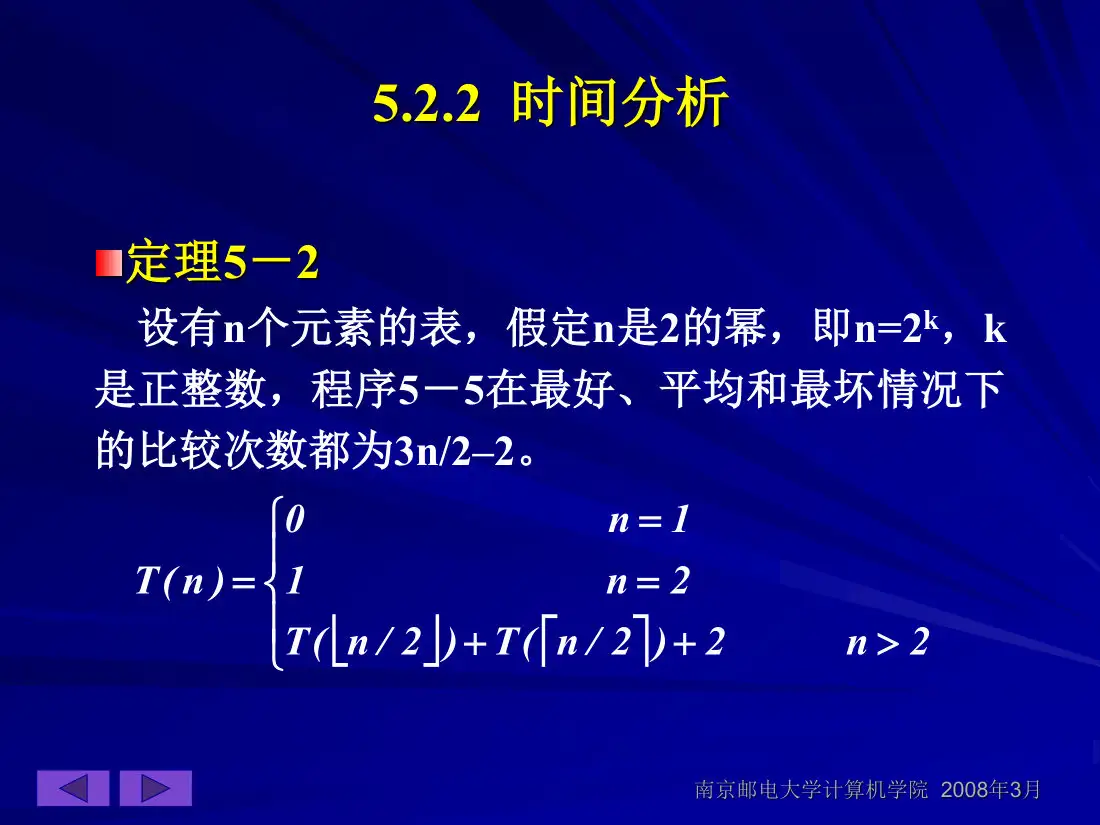 5.2.2 时间分析
定理5－2
设有n个元素的表，假定n是2的幂，即n=2ᵏ，k
是正整数，程序5－5在最好、平均和最坏情况下
的比较次数都为3n/2–2。
0 n = 1
T( n ) = { 1 n = 2
T( ⌊n / 2⌋ ) + T( ⌈n / 2⌉ ) + 2 n > 2
南京邮电大学计算机学院 2008年3月